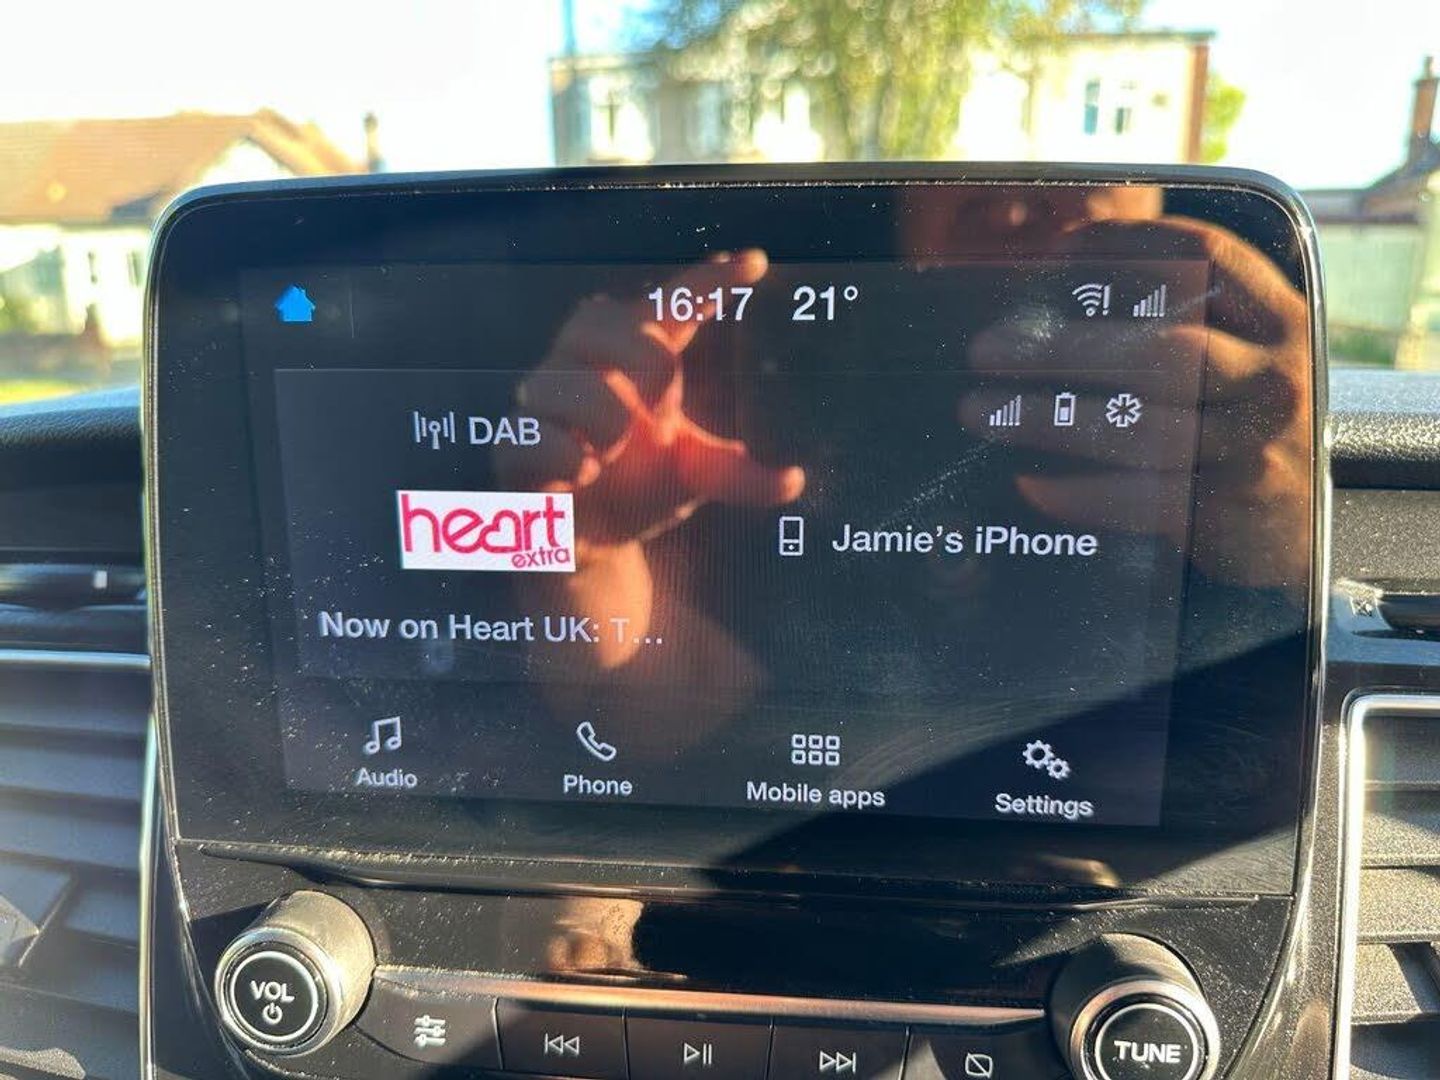 16:17 21°
DAB
heart
extra
Jamie's iPhone
Now on Heart UK: T...
Audio
Phone
Mobile apps
Settings
VOL
TUNE